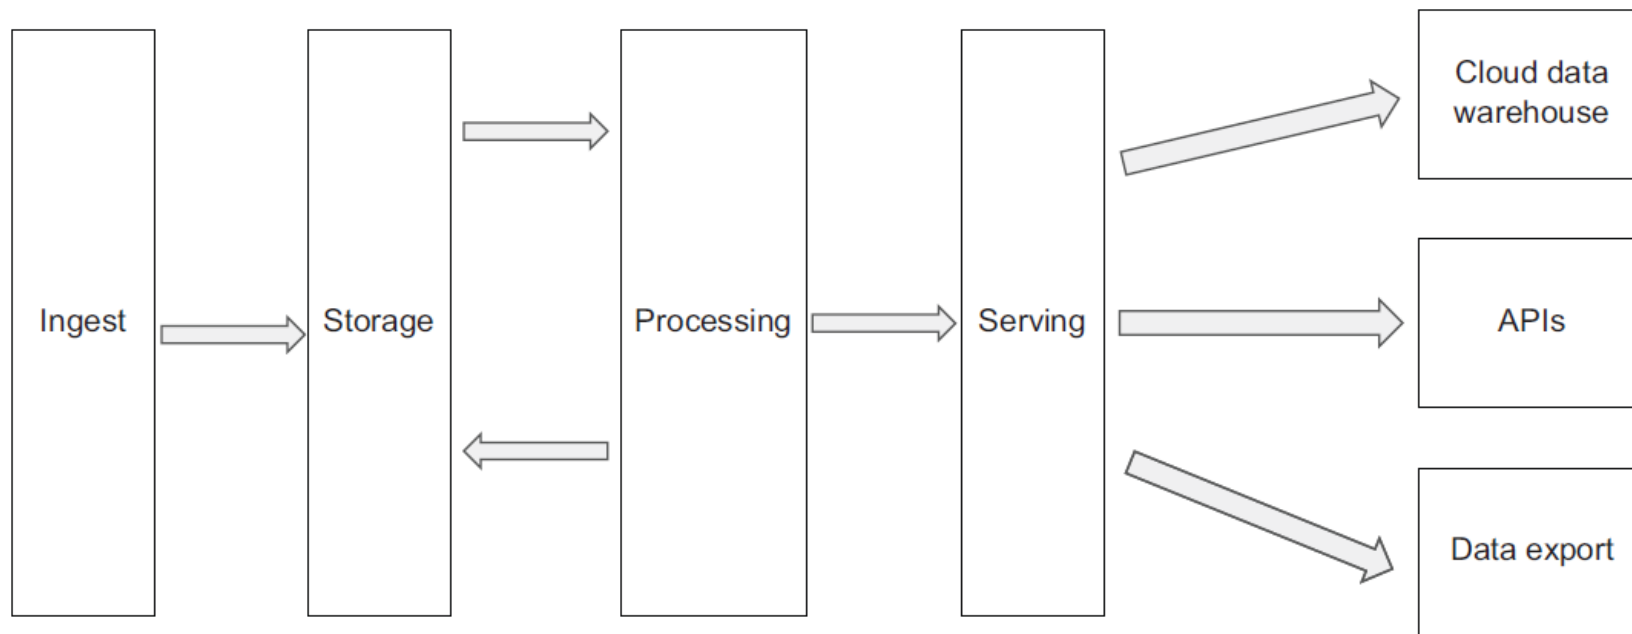 Ingest
Storage
Processing
Serving
Cloud data
warehouse
APIs
Data export